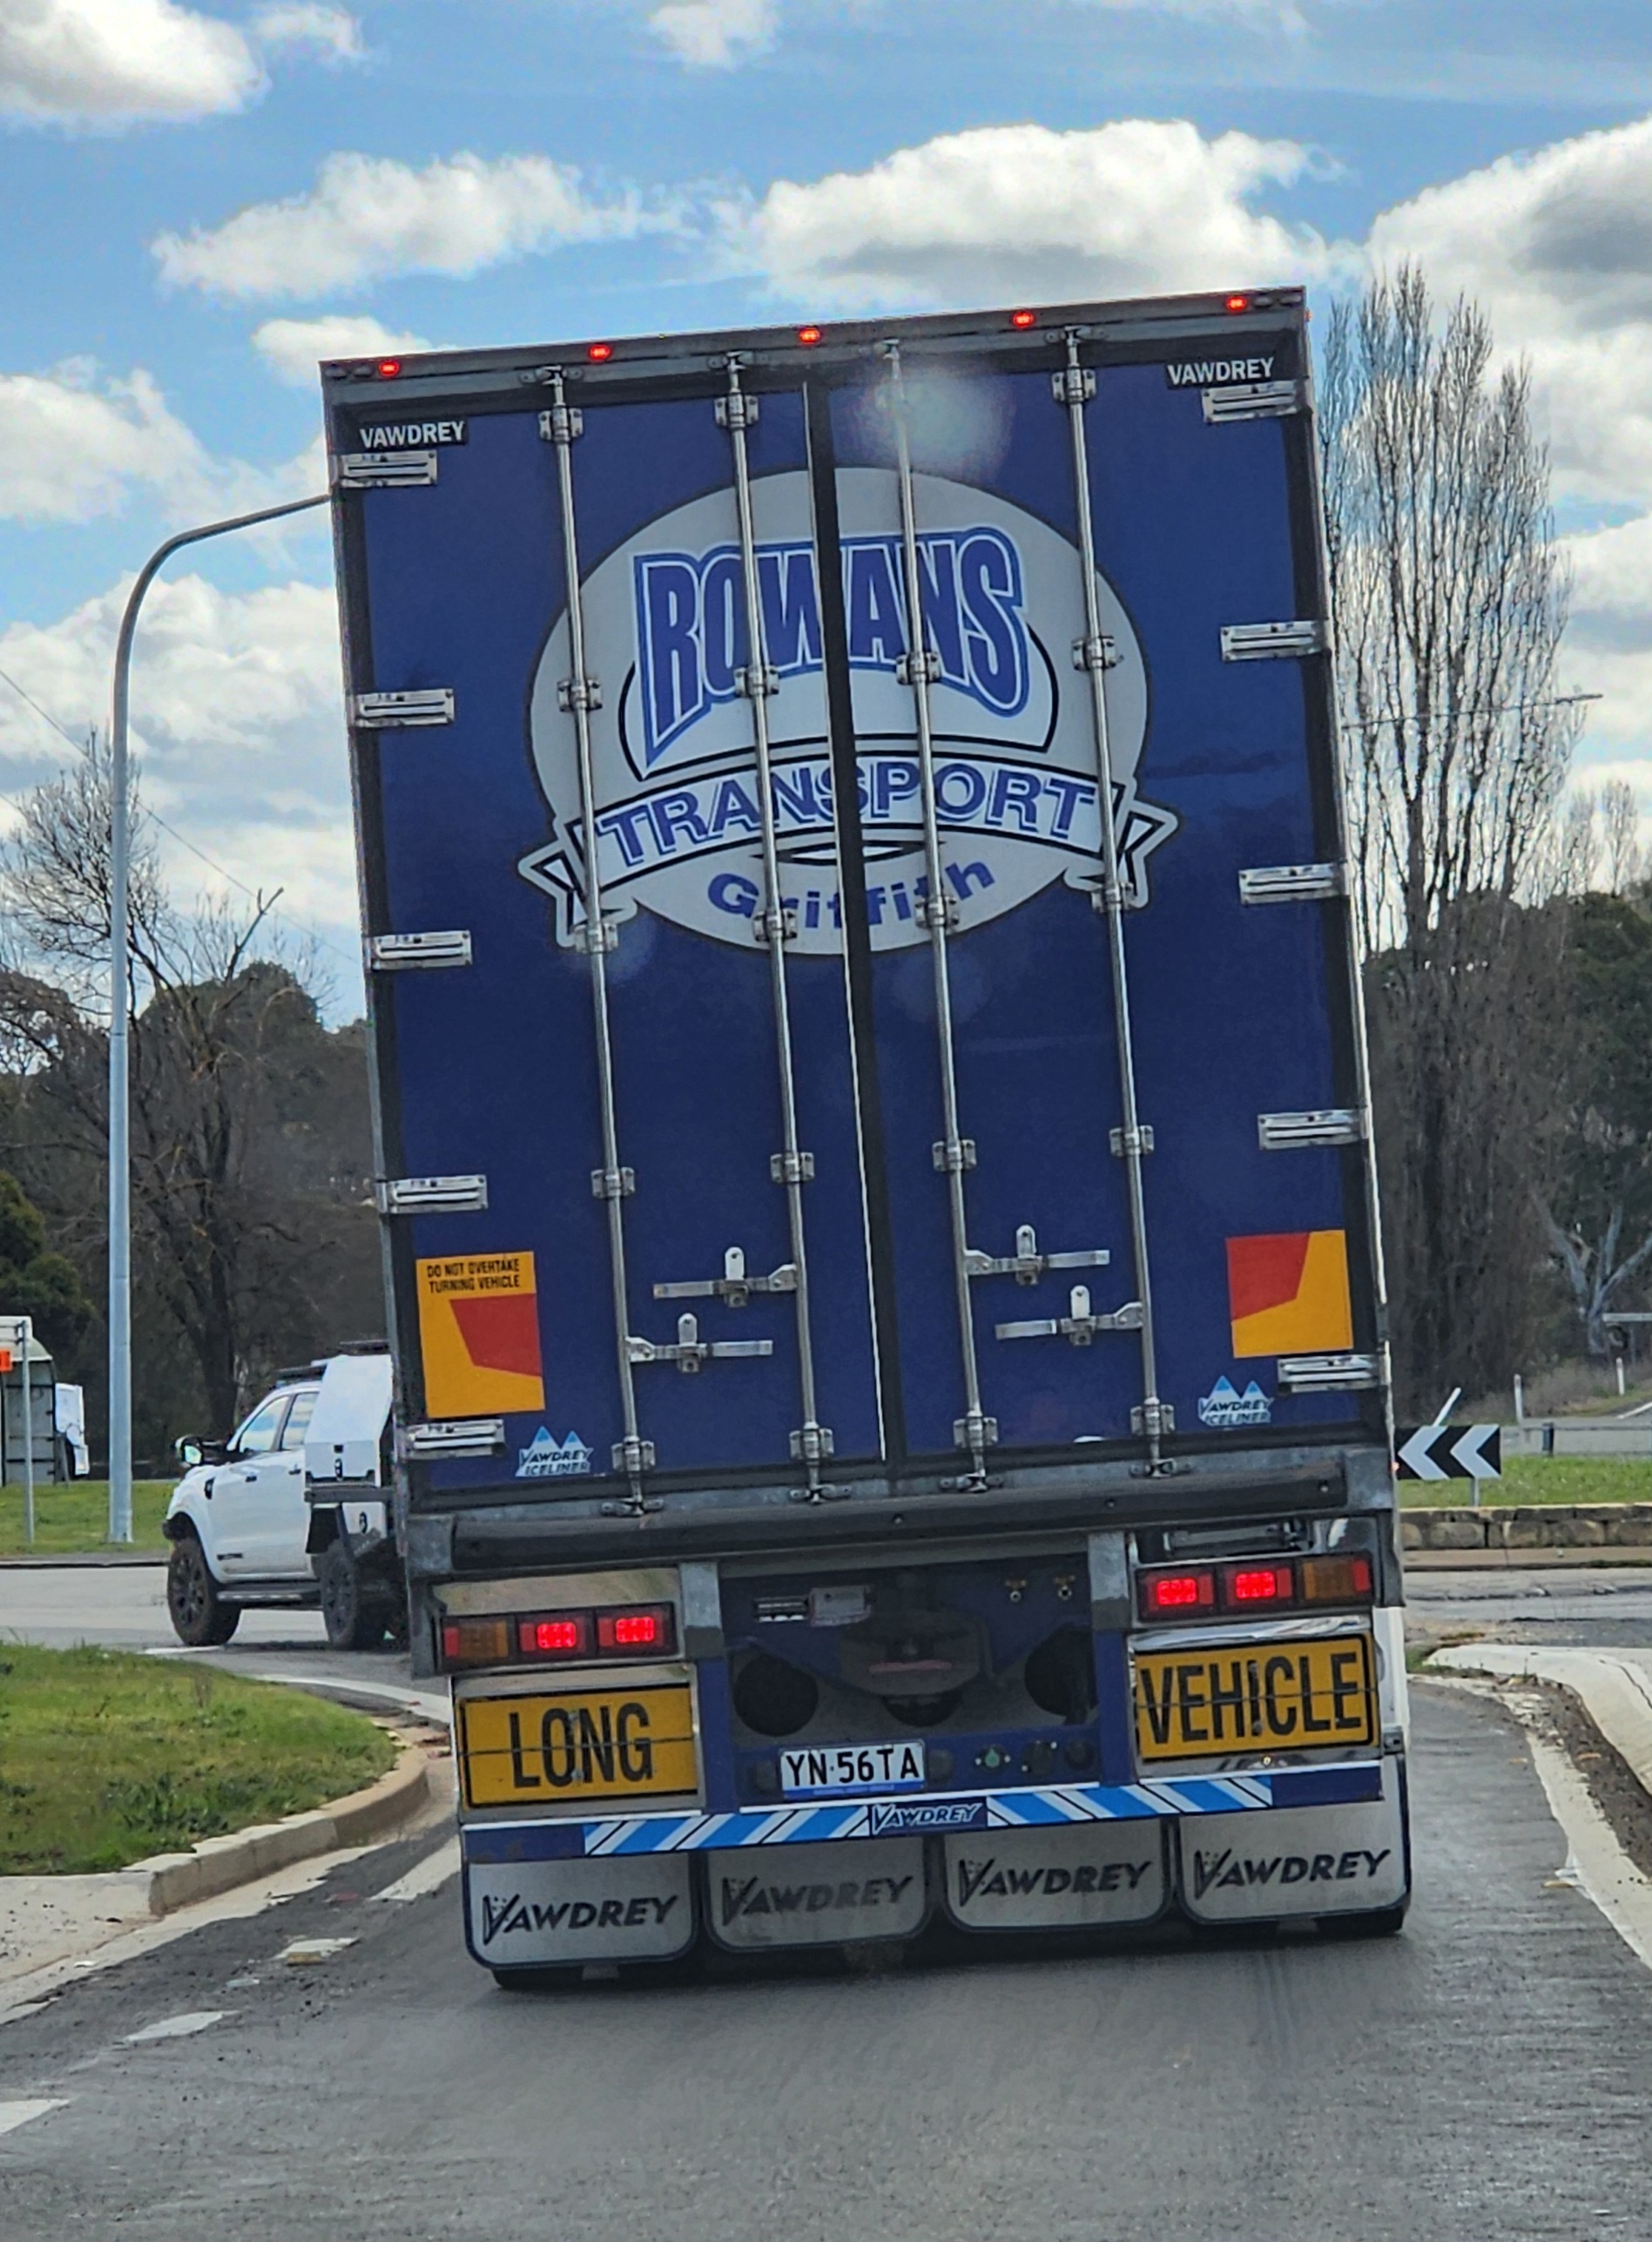 VAWDREY
VAWDREY
ROWANS
TRANSPORT
Griffith
DO NOT OVERTAKE
TURNING VEHICLE
VAWDREY
ICELINER
VAWDREY
ICELINER
LONG
VEHICLE
YN·56TA
VAWDREY
VAWDREY
VAWDREY
VAWDREY
VAWDREY